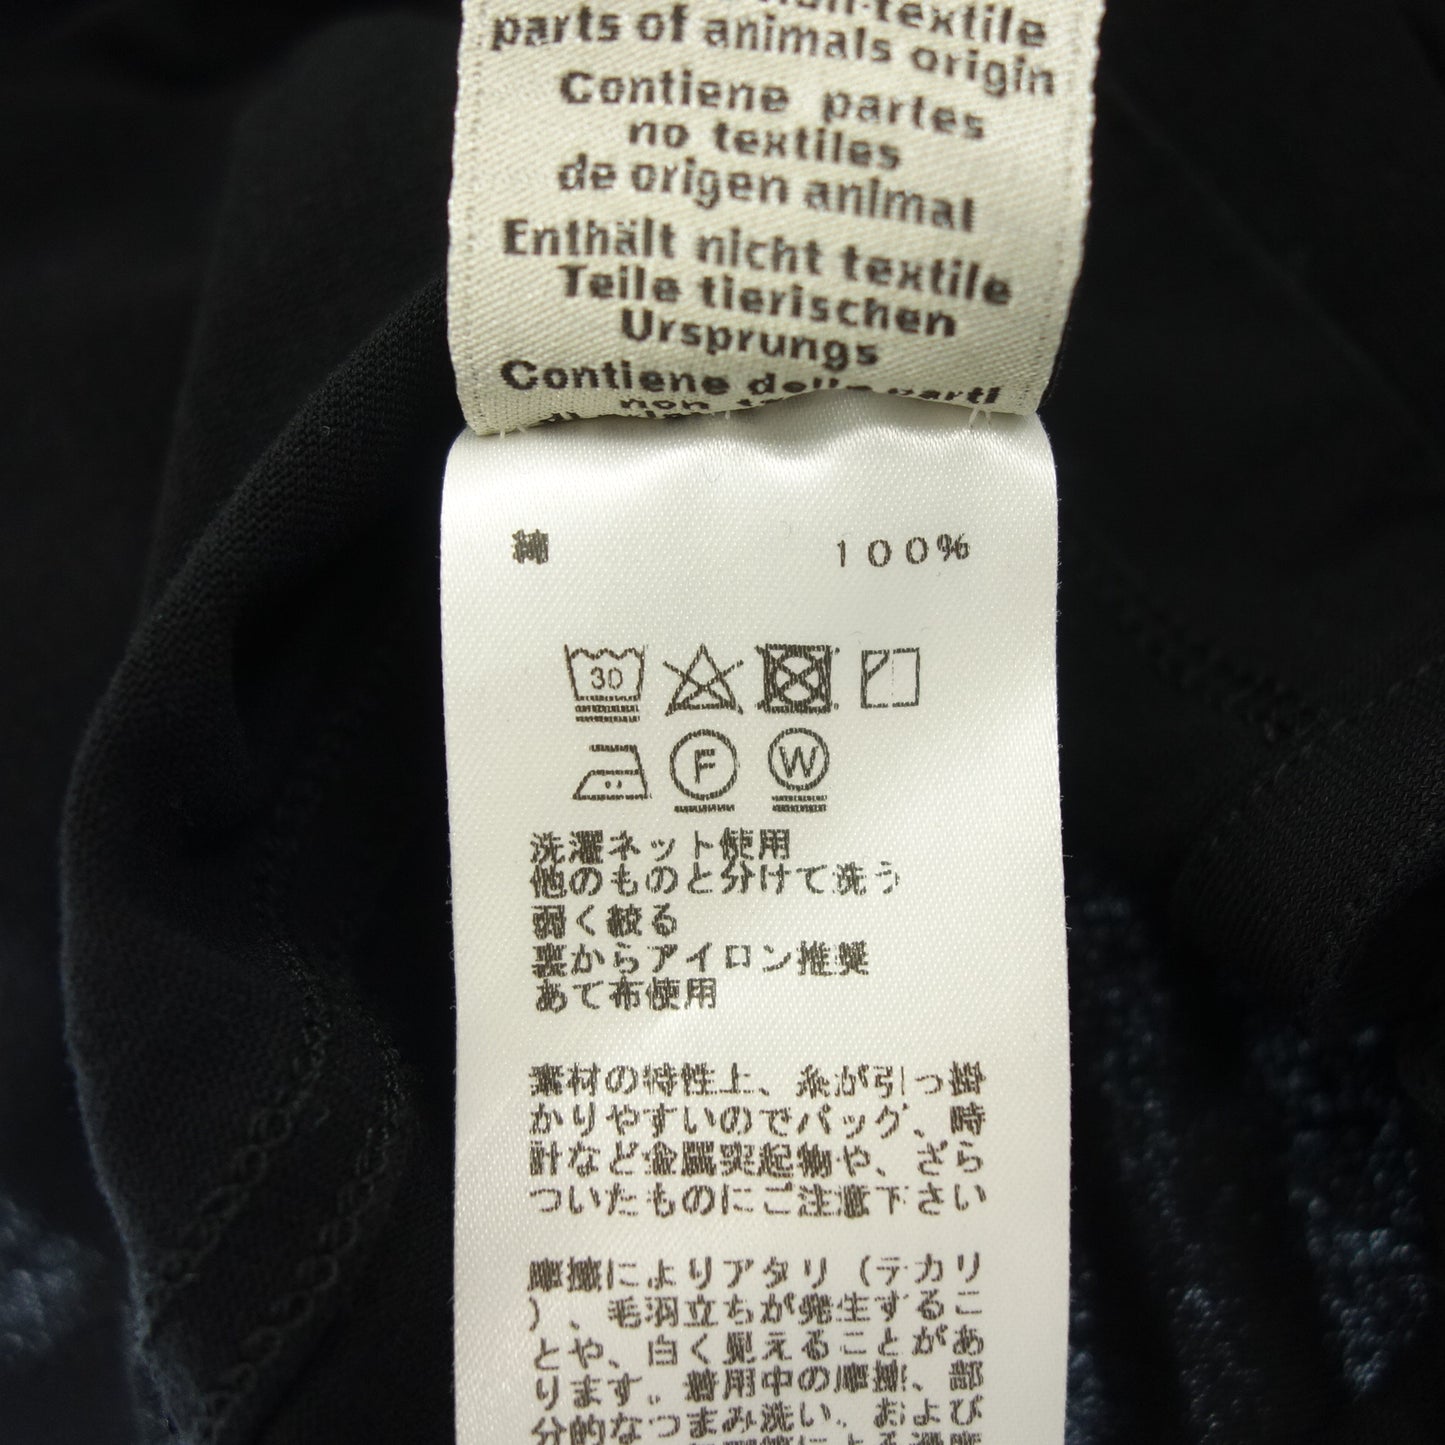 non-textile
parts of animals origin
Contiene partes
no textiles
de origen animal
Enthält nicht textile
Teile tierischen
Ursprungs
Contiene delle parti
non
綿 100%
30
F W
洗濯ネット使用
他のものと分けて洗う
弱く絞る
裏からアイロン推奨
あて布使用
素材の特性上、糸が引っ掛
かりやすいのでバッグ、時
計など金属突起物や、ざら
ついたものにご注意下さい
摩擦によりアタリ(テカリ
)、毛羽立ちが発生するこ
とや、白く見えることがあ
ります。着用中の摩擦、部
分的なつまみ洗い、および